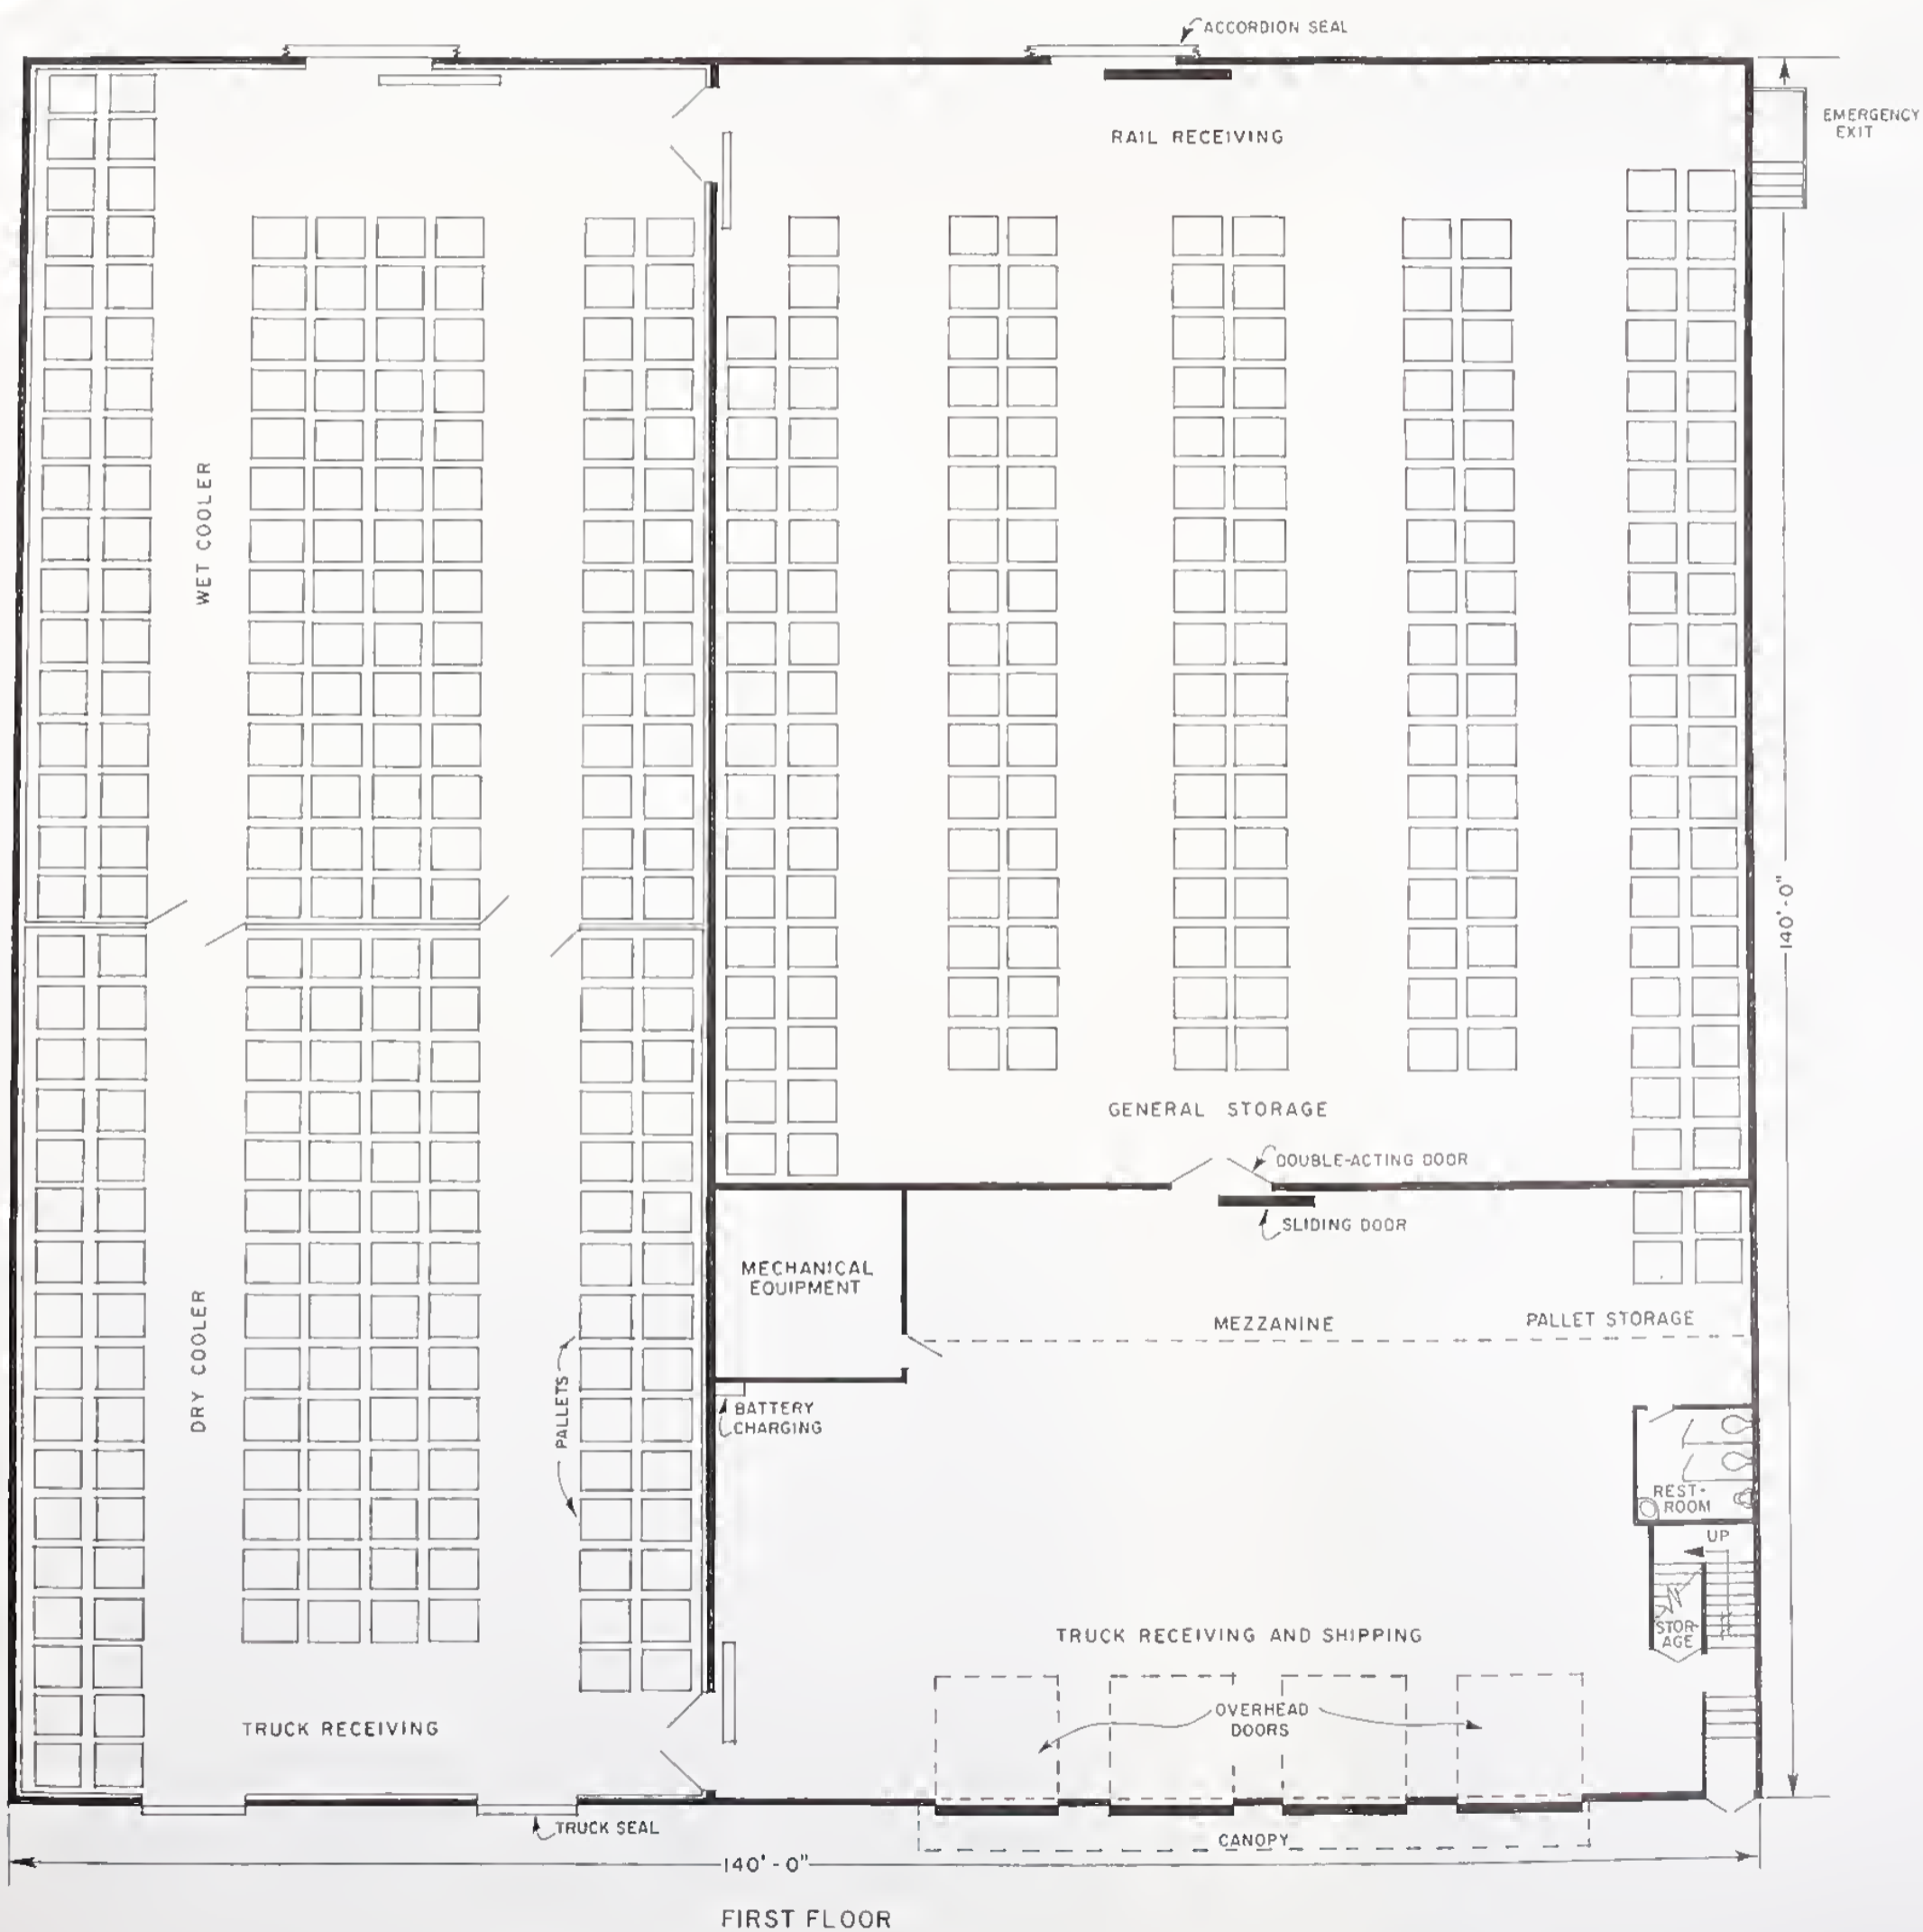 ACCORDION SEAL
EMERGENCY
EXIT
RAIL RECEIVING
WET COOLER
140'-0"
GENERAL STORAGE
DOUBLE-ACTING DOOR
SLIDING DOOR
MECHANICAL
EQUIPMENT
MEZZANINE
PALLET STORAGE
DRY COOLER
PALLETS
BATTERY
CHARGING
REST-
ROOM
UP
STOR-
AGE
TRUCK RECEIVING AND SHIPPING
OVERHEAD
DOORS
TRUCK RECEIVING
TRUCK SEAL
CANOPY
140'-0"
FIRST FLOOR